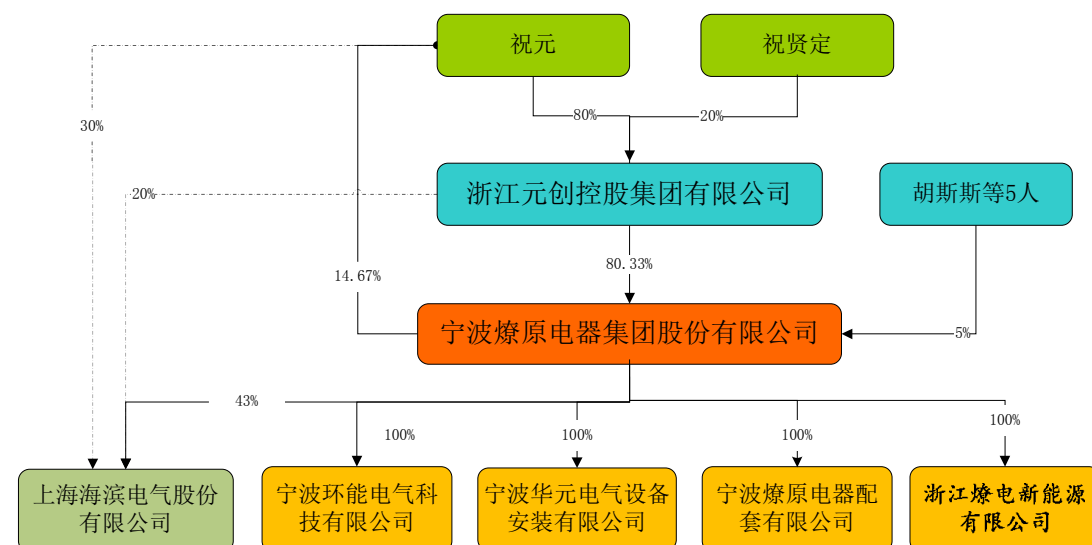 祝元
祝贤定
30%
80%
20%
浙江元创控股集团有限公司
胡斯斯等5人
20%
80.33%
14.67%
宁波燎原电器集团股份有限公司
5%
43%
100%
100%
100%
100%
上海海滨电气股份
有限公司
宁波环能电气科
技有限公司
宁波华元电气设备
安装有限公司
宁波燎原电器配
套有限公司
浙江燎电新能源
有限公司